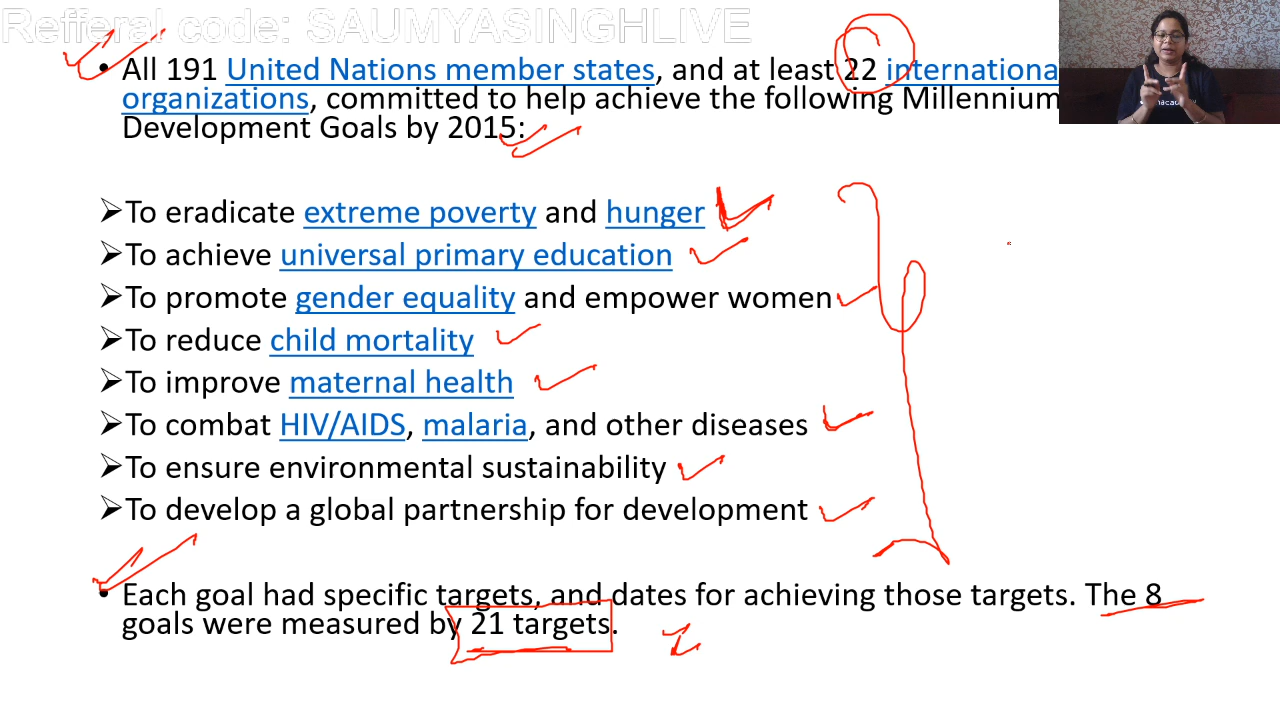 Refferal code: SAUMYASINGHLIVE
• All 191 United Nations member states, and at least 22 internationa
organizations, committed to help achieve the following Millennium
Development Goals by 2015:
➢To eradicate extreme poverty and hunger
➢To achieve universal primary education
➢To promote gender equality and empower women
➢To reduce child mortality
➢To improve maternal health
➢To combat HIV/AIDS, malaria, and other diseases
➢To ensure environmental sustainability
➢To develop a global partnership for development
• Each goal had specific targets, and dates for achieving those targets. The 8
goals were measured by 21 targets.